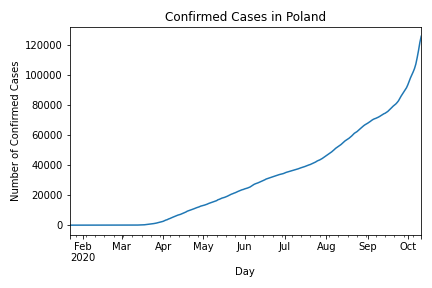 Confirmed Cases in Poland
Number of Confirmed Cases
120000
100000
80000
60000
40000
20000
0
Feb Mar Apr May Jun Jul Aug Sep Oct
2020
Day